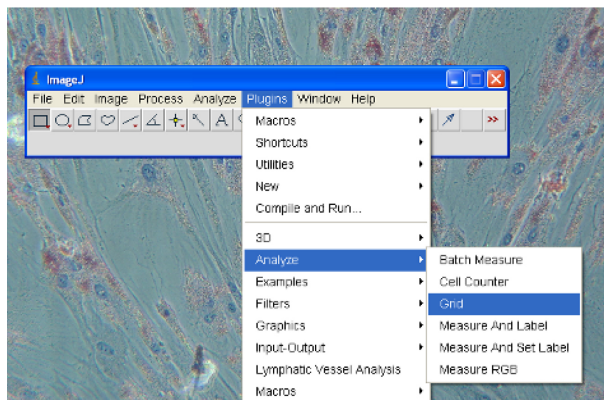 ImageJ
File Edit Image Process Analyze Plugins Window Help
A
>>
Macros
Shortcuts
Utilities
New
Compile and Run...
3D
Analyze
Examples
Filters
Graphics
Input-Output
Lymphatic Vessel Analysis
Macros
Batch Measure
Cell Counter
Grid
Measure And Label
Measure And Set Label
Measure RGB